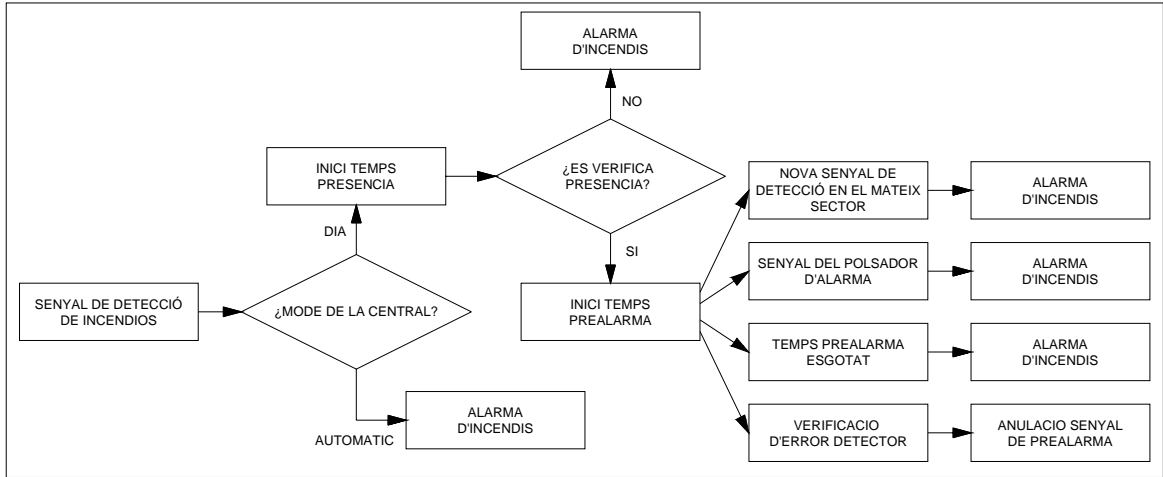 ALARMA
D'INCENDIS
NO
INICI TEMPS
PRESENCIA
¿ES VERIFICA
PRESENCIA?
NOVA SENYAL DE
DETECCIÓ EN EL MATEIX
SECTOR
ALARMA
D'INCENDIS
DIA
SI
SENYAL DE DETECCIÓ
DE INCENDIOS
¿MODE DE LA CENTRAL?
INICI TEMPS
PREALARMA
SENYAL DEL POLSADOR
D'ALARMA
ALARMA
D'INCENDIS
TEMPS PREALARMA
ESGOTAT
ALARMA
D'INCENDIS
AUTOMATIC
ALARMA
D'INCENDIS
VERIFICACIO
D'ERROR DETECTOR
ANULACIO SENYAL
DE PREALARMA